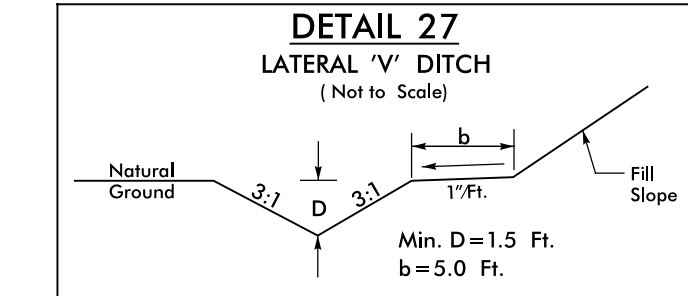 DETAIL 27
LATERAL 'V' DITCH
( Not to Scale)
b
Natural
Ground
3:1
D
3:1
1"/Ft.
Fill
Slope
Min. D=1.5 Ft.
b=5.0 Ft.